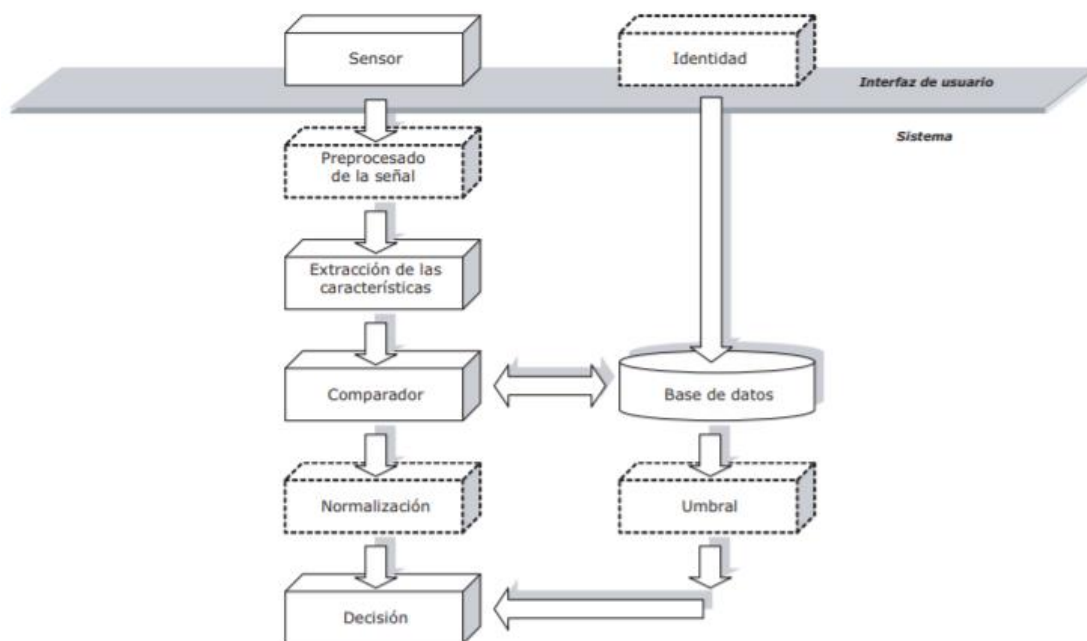 Sensor
Identidad
Interfaz de usuario
Sistema
Preprocesado
de la señal
Extracción de las
características
Comparador
Base de datos
Normalización
Umbral
Decisión